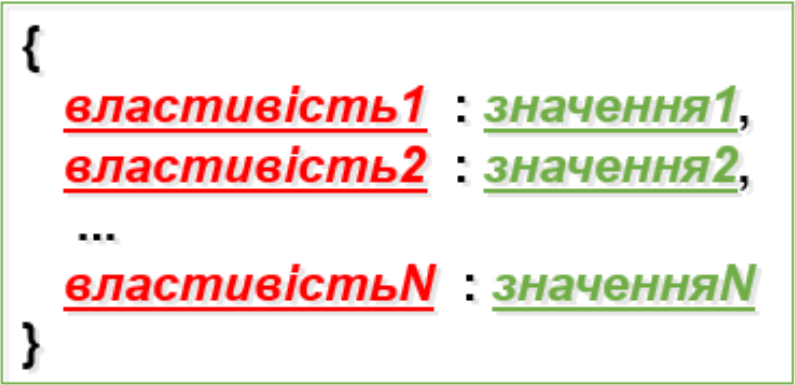 {
властивість1 : значення1,
властивість2 : значення2,
...
властивістьN : значенняN
}